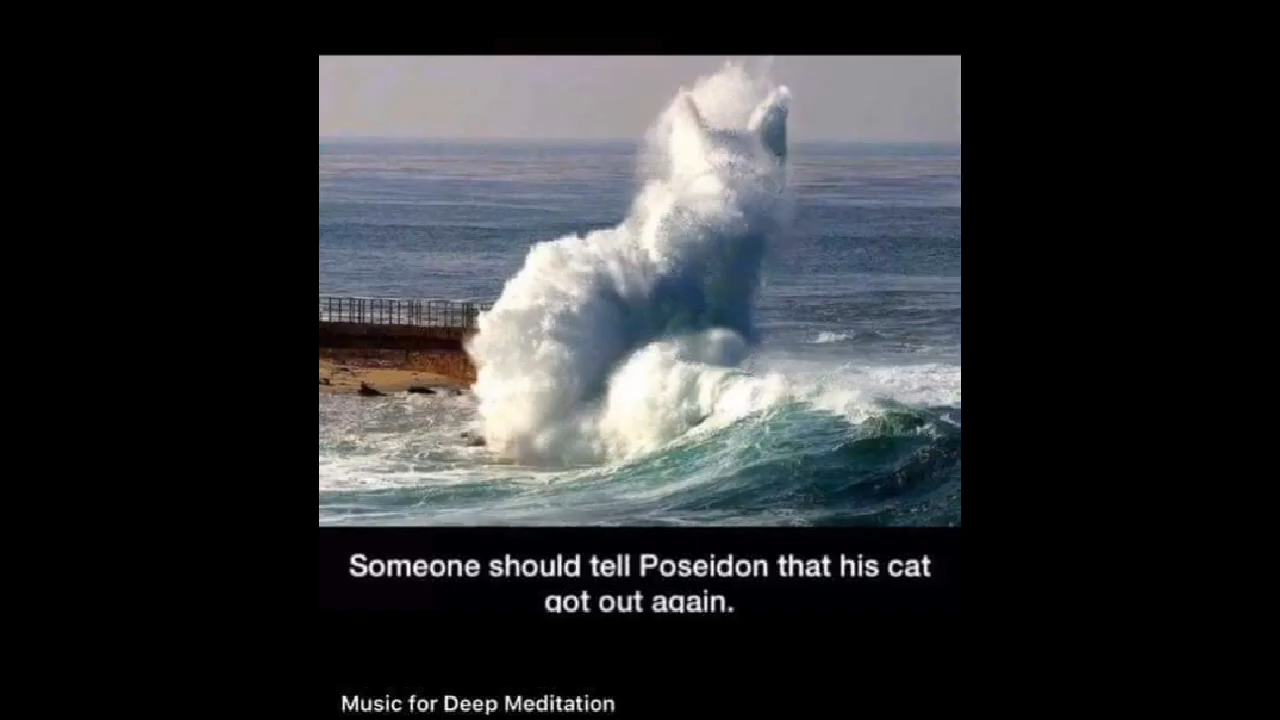 Someone should tell Poseidon that his cat
got out again.
Music for Deep Meditation